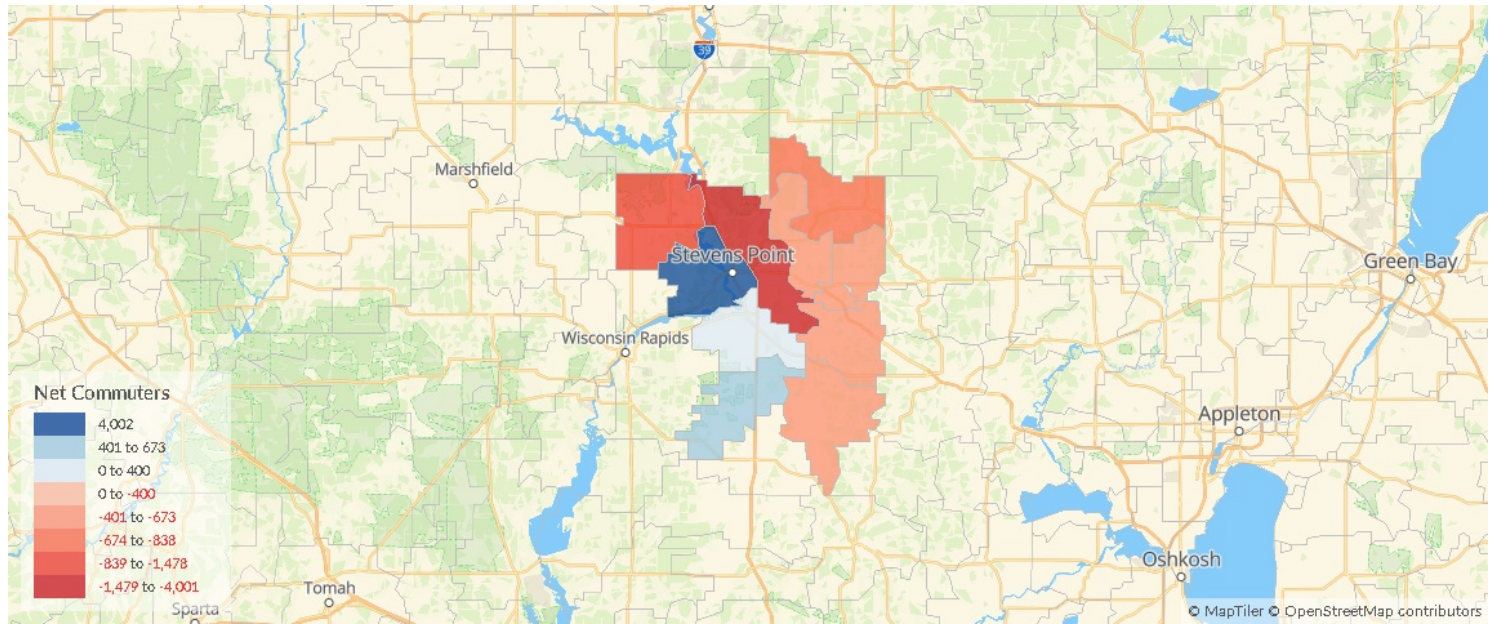 39
Marshfield
Stevens Point
Green Bay
Wisconsin Rapids
Net Commuters
4,002
401 to 673
0 to 400
0 to -400
-401 to -673
-674 to -838
-839 to -1,478
-1,479 to -4,001
Appleton
Oshkosh
Tomah
Sparta
© MapTiler © OpenStreetMap contributors